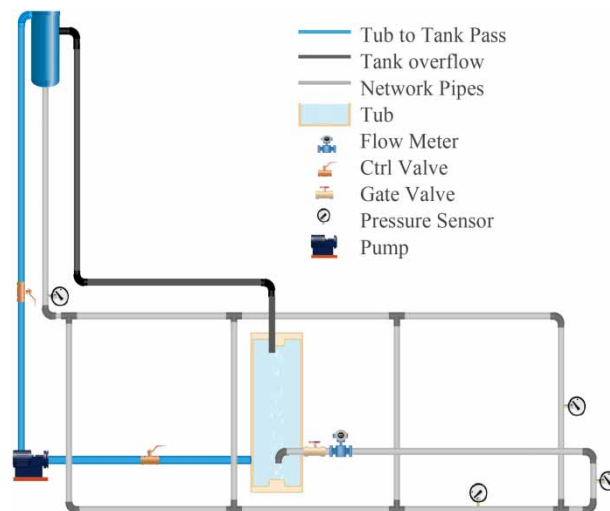 Tub to Tank Pass
Tank overflow
Network Pipes
Tub
Flow Meter
Ctrl Valve
Gate Valve
Pressure Sensor
Pump